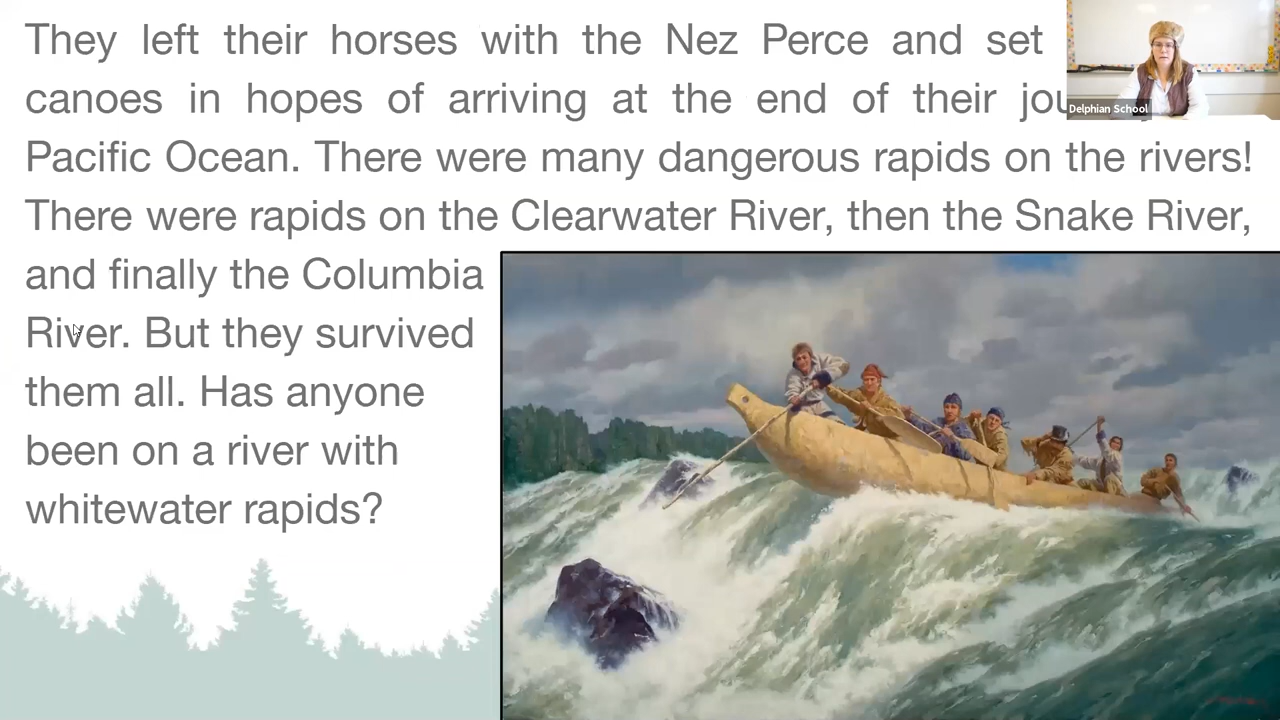 They left their horses with the Nez Perce and set
canoes in hopes of arriving at the end of their
Pacific Ocean. There were many dangerous rapids on the rivers!
There were rapids on the Clearwater River, then the Snake River,
and finally the Columbia
River. But they survived
them all. Has anyone
been on a river with
whitewater rapids?
Delphian School